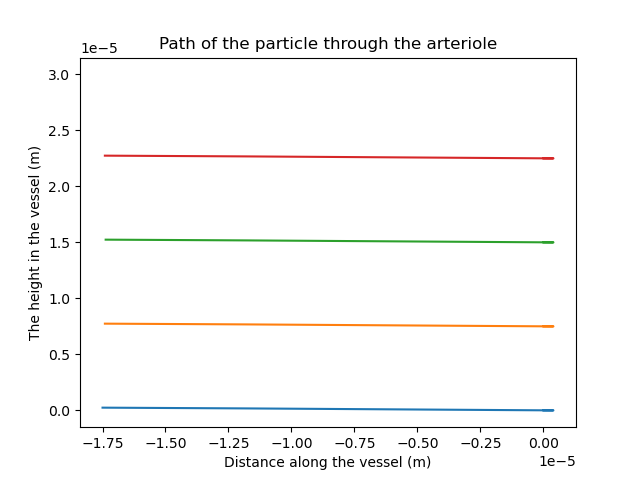 Path of the particle through the arteriole
1e−5
3.0
2.5
2.0
1.5
1.0
0.5
0.0
The height in the vessel (m)
−1.75 −1.50 −1.25 −1.00 −0.75 −0.50 −0.25 0.00
Distance along the vessel (m)
1e−5